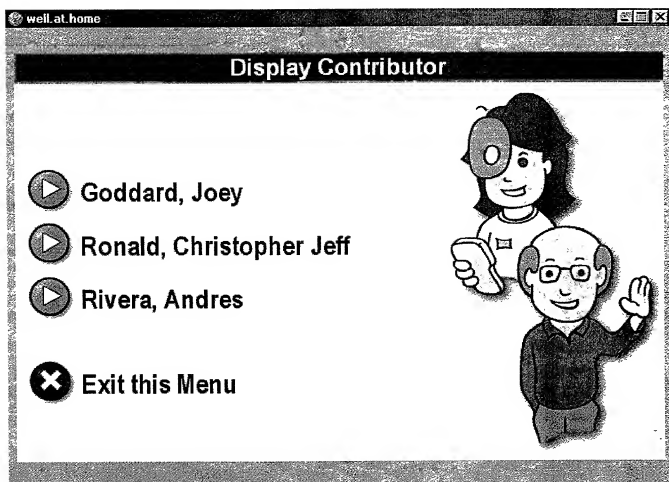 well.at.home
Display Contributor
Goddard, Joey
Ronald, Christopher Jeff
Rivera, Andres
Exit this Menu